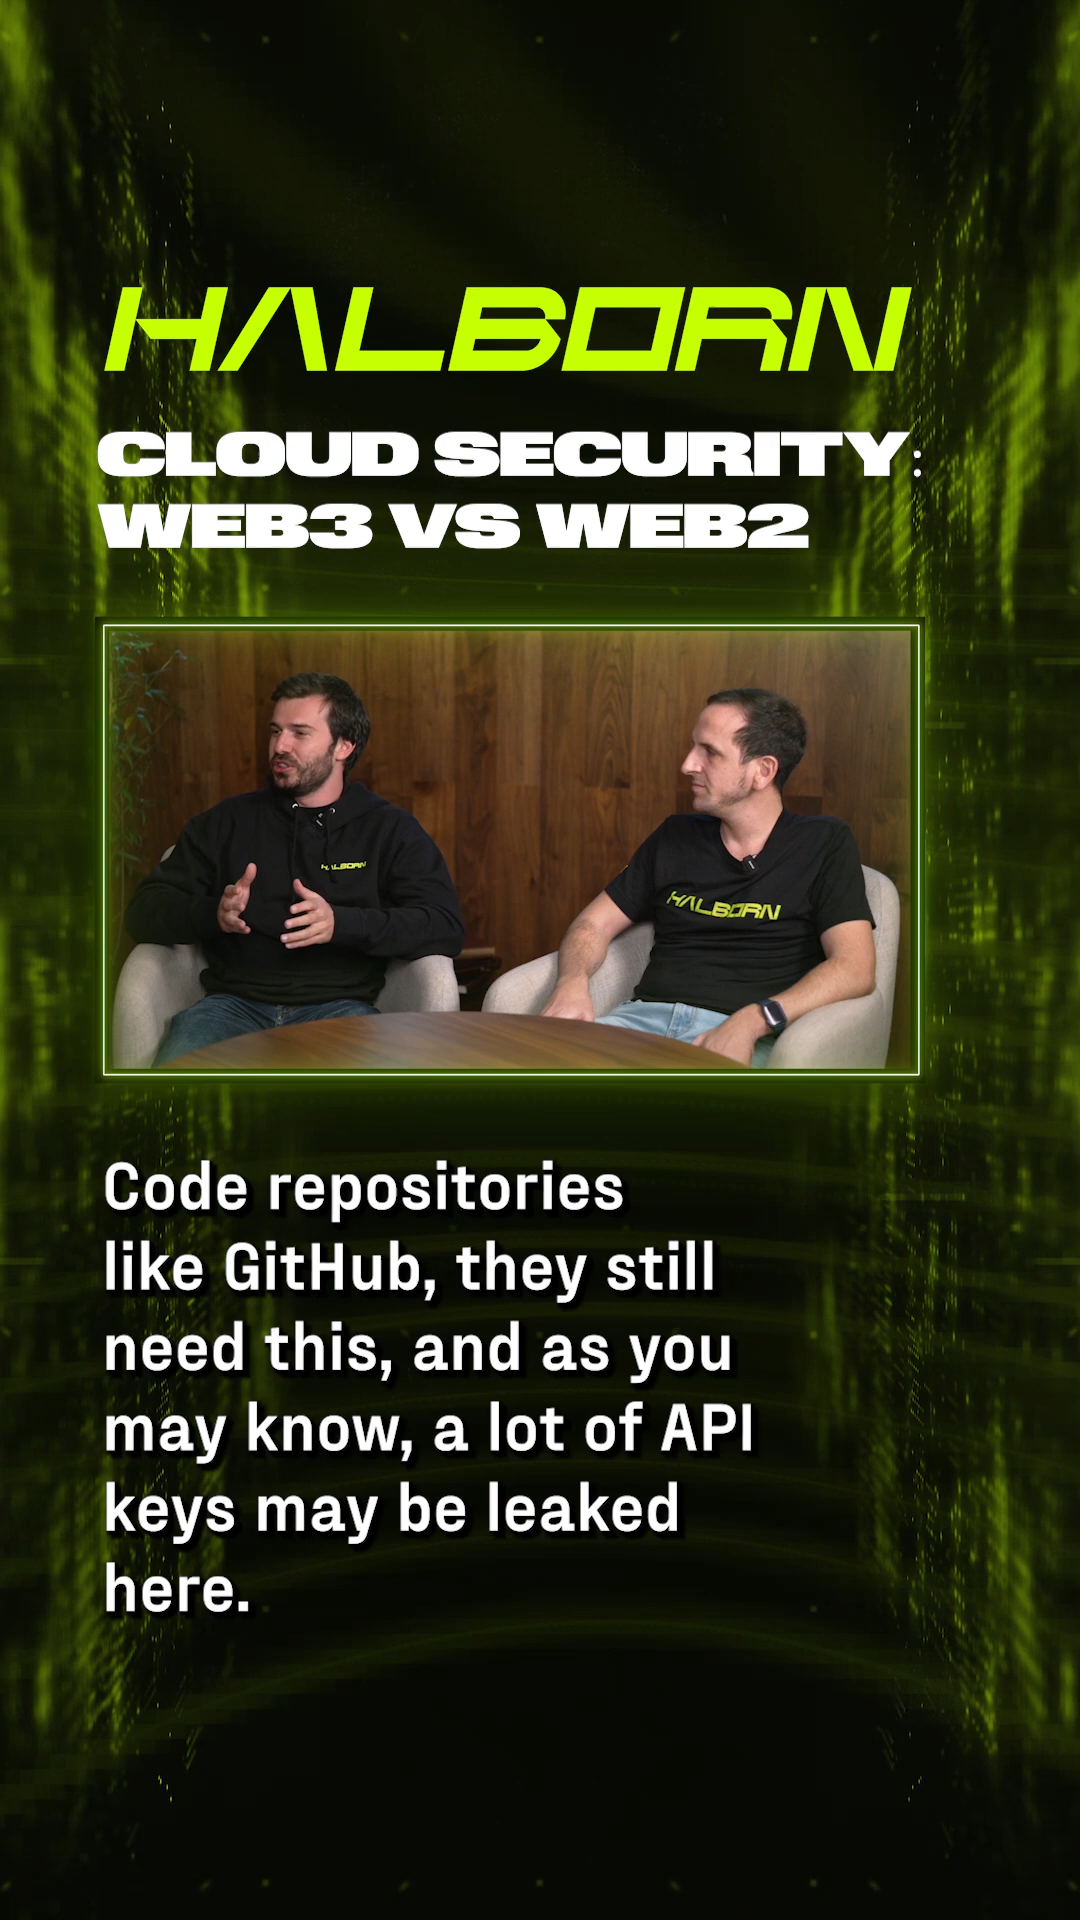 HALBORN
CLOUD SECURITY:
WEB3 VS WEB2
HALBORN
HALBORN
Code repositories
like GitHub, they still
need this, and as you
may know, a lot of API
keys may be leaked
here.